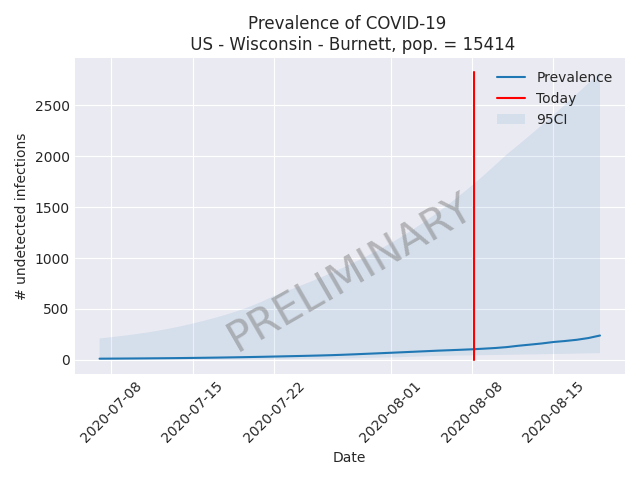 Prevalence of COVID-19
US - Wisconsin - Burnett, pop. = 15414
Prevalence
Today
95CI
2500
2000
1500
1000
500
0
# undetected infections
PRELIMINARY
2020-07-08
2020-07-15
2020-07-22
2020-08-01
2020-08-08
2020-08-15
Date